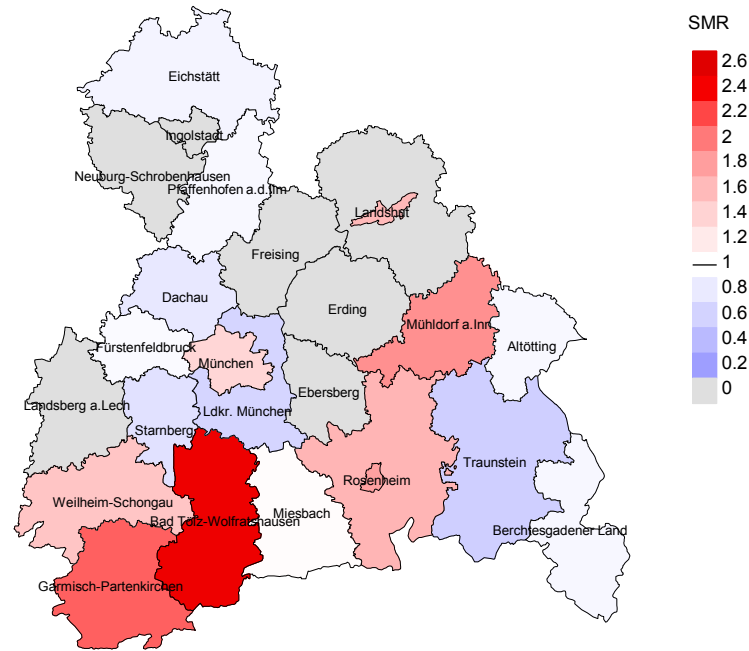 SMR
2.6
2.4
2.2
2
1.8
1.6
1.4
1.2
1
0.8
0.6
0.4
0.2
0
Eichstätt
Ingolstadt
Neuburg-Schrobenhausen
Pfaffenhofen a.d.Ilm
Landshut
Freising
Dachau
Erding
Mühldorf a.Inn
Fürstenfeldbruck
Altötting
München
Ebersberg
Landsberg a.Lech
Ldkr. München
Starnberg
Traunstein
Rosenheim
Weilheim-Schongau
Miesbach
Bad Tölz-Wolfratshausen
Berchtesgadener Land
Garmisch-Partenkirchen